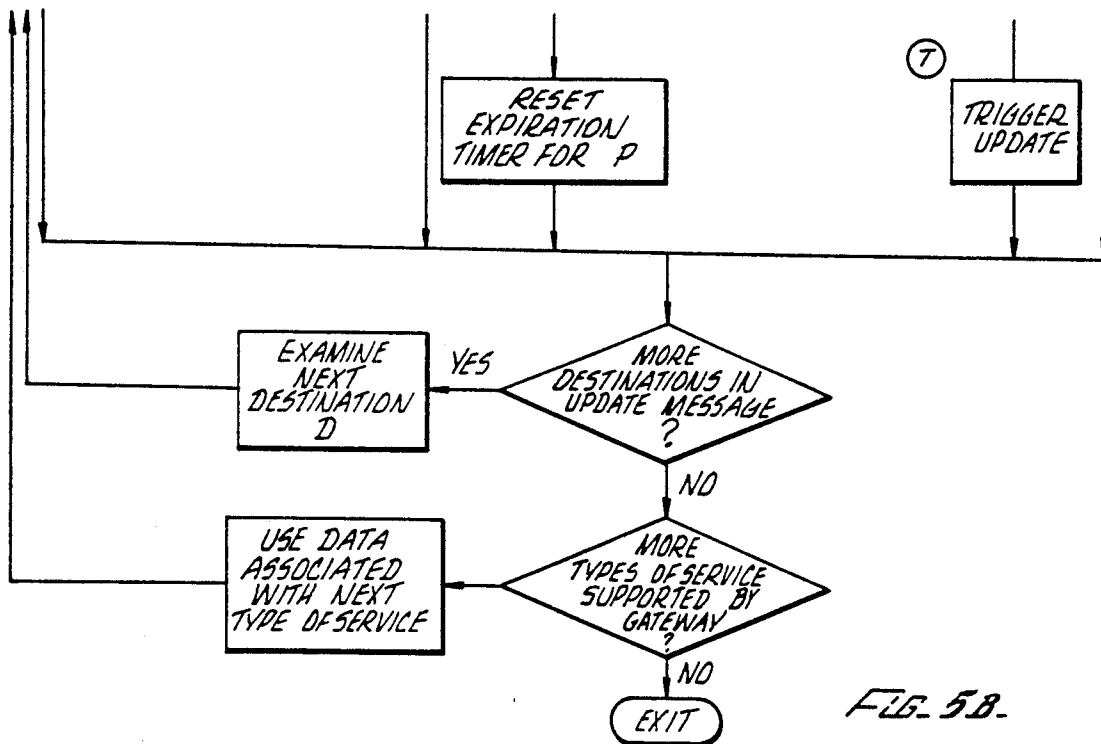 RESET
EXPIRATION
TIMER FOR P
T
TRIGGER
UPDATE
EXAMINE
NEXT
DESTINATION
D
YES
MORE
DESTINATIONS IN
UPDATE MESSAGE
?
NO
USE DATA
ASSOCIATED
WITH NEXT
TYPE OF SERVICE
MORE
TYPES OF SERVICE
SUPPORTED BY
GATEWAY
?
NO
EXIT
FIG. 5B.